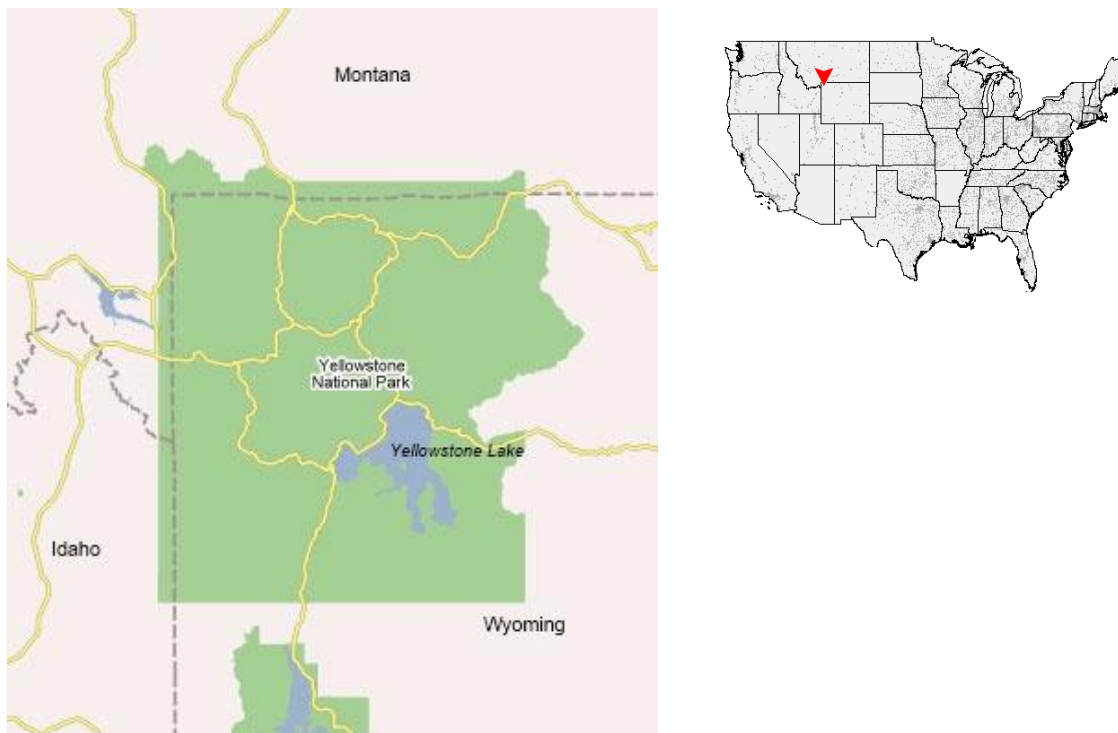 Montana
Yellowstone
National Park
Yellowstone Lake
Idaho
Wyoming